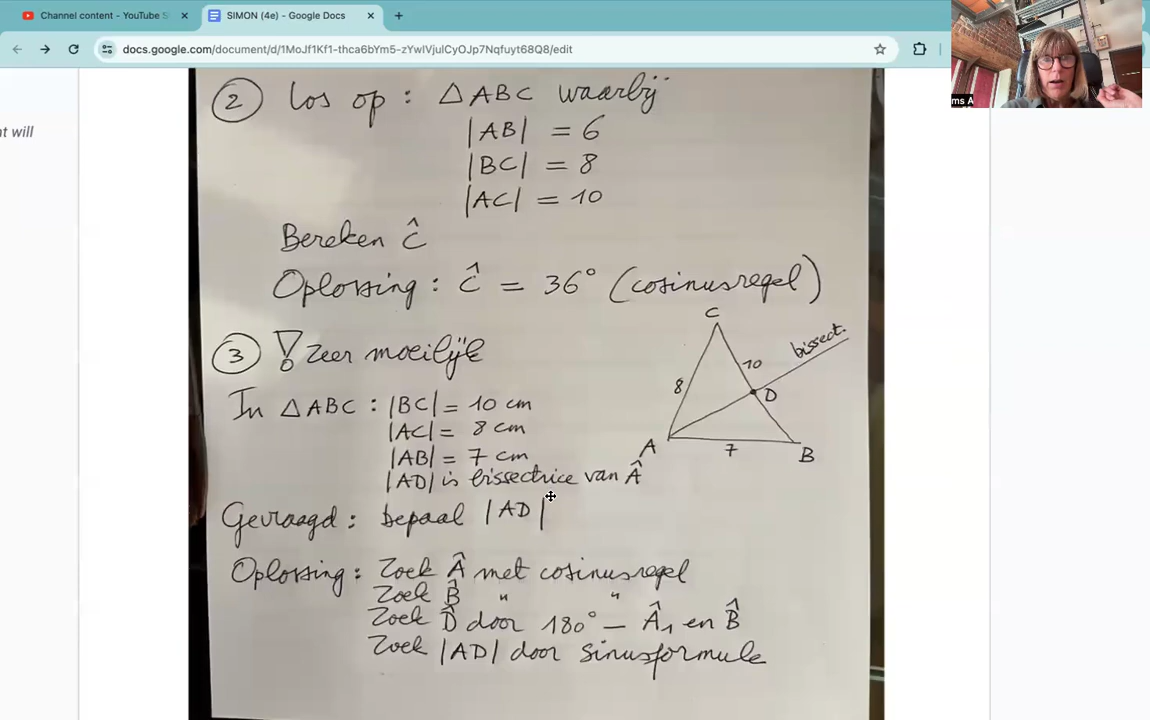 Channel content - YouTube S
SIMON (4e) - Google Docs
docs.google.com/document/d/1MoJf1Kf1-thca6bYm5-zYwIVjulCyOJp7Nqfuyt68Q8/edit
ms A
nt will
2 Los op : △ABC waarbij
|AB| = 6
|BC| = 8
|AC| = 10
Bereken Ĉ
Oplossing : Ĉ = 36° (cosinusregel)
3 ! Zeer moeilijk
In △ABC : |BC| = 10 cm
|AC| = 8 cm
|AB| = 7 cm
|AD| is bissectrice van Â
C
bissect.
10
8
D
A
7
B
Gevraagd : bepaal |AD|
Oplossing : Zoek Â met cosinusregel
Zoek B̂ " "
Zoek D̂ door 180° - Â₁ en B̂
Zoek |AD| door sinusformule